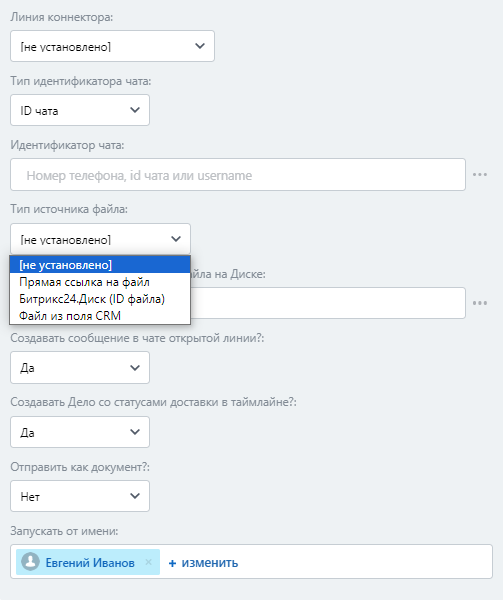 Линия коннектора:
[не установлено]
Тип идентификатора чата:
ID чата
Идентификатор чата:
Номер телефона, id чата или username
Тип источника файла:
[не установлено]
[не установлено]
Прямая ссылка на файл
Битрикс24.Диск (ID файла)
Файл из поля CRM
на Диске:
Создавать сообщение в чате открытой линии?:
Да
Создавать Дело со статусами доставки в таймлайне?:
Да
Отправить как документ?:
Нет
Запускать от имени:
Евгений Иванов × + изменить